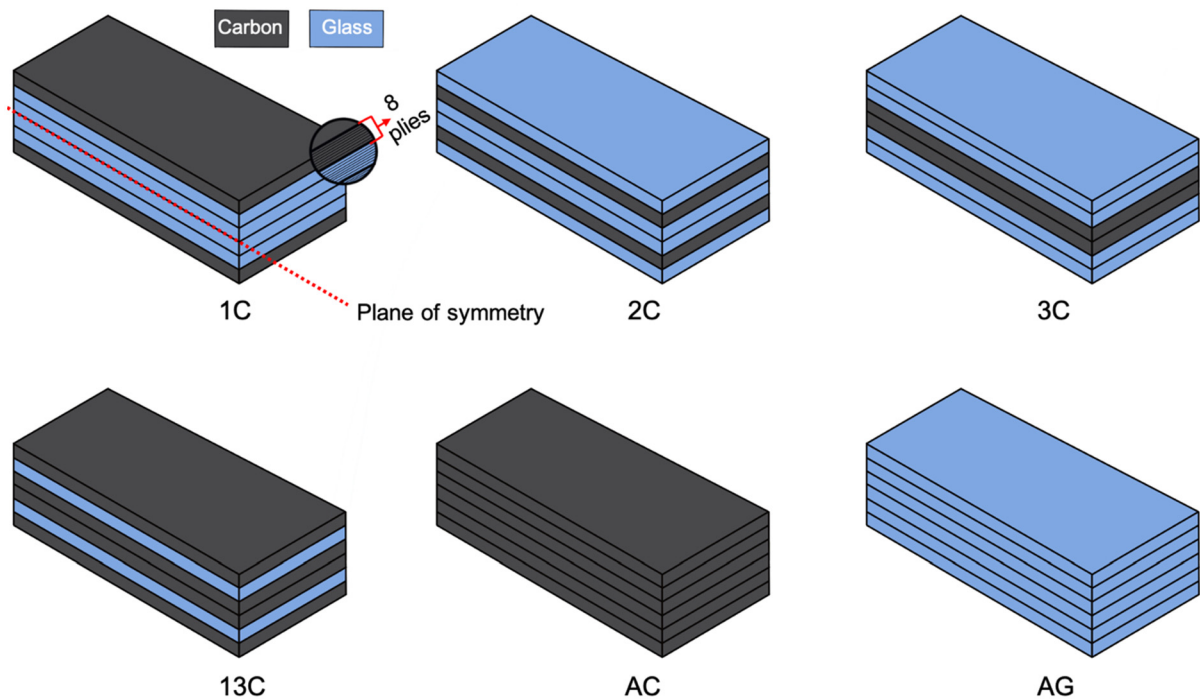 Carbon
Glass
8
plies
1C
Plane of symmetry
2C
3C
13C
AC
AG